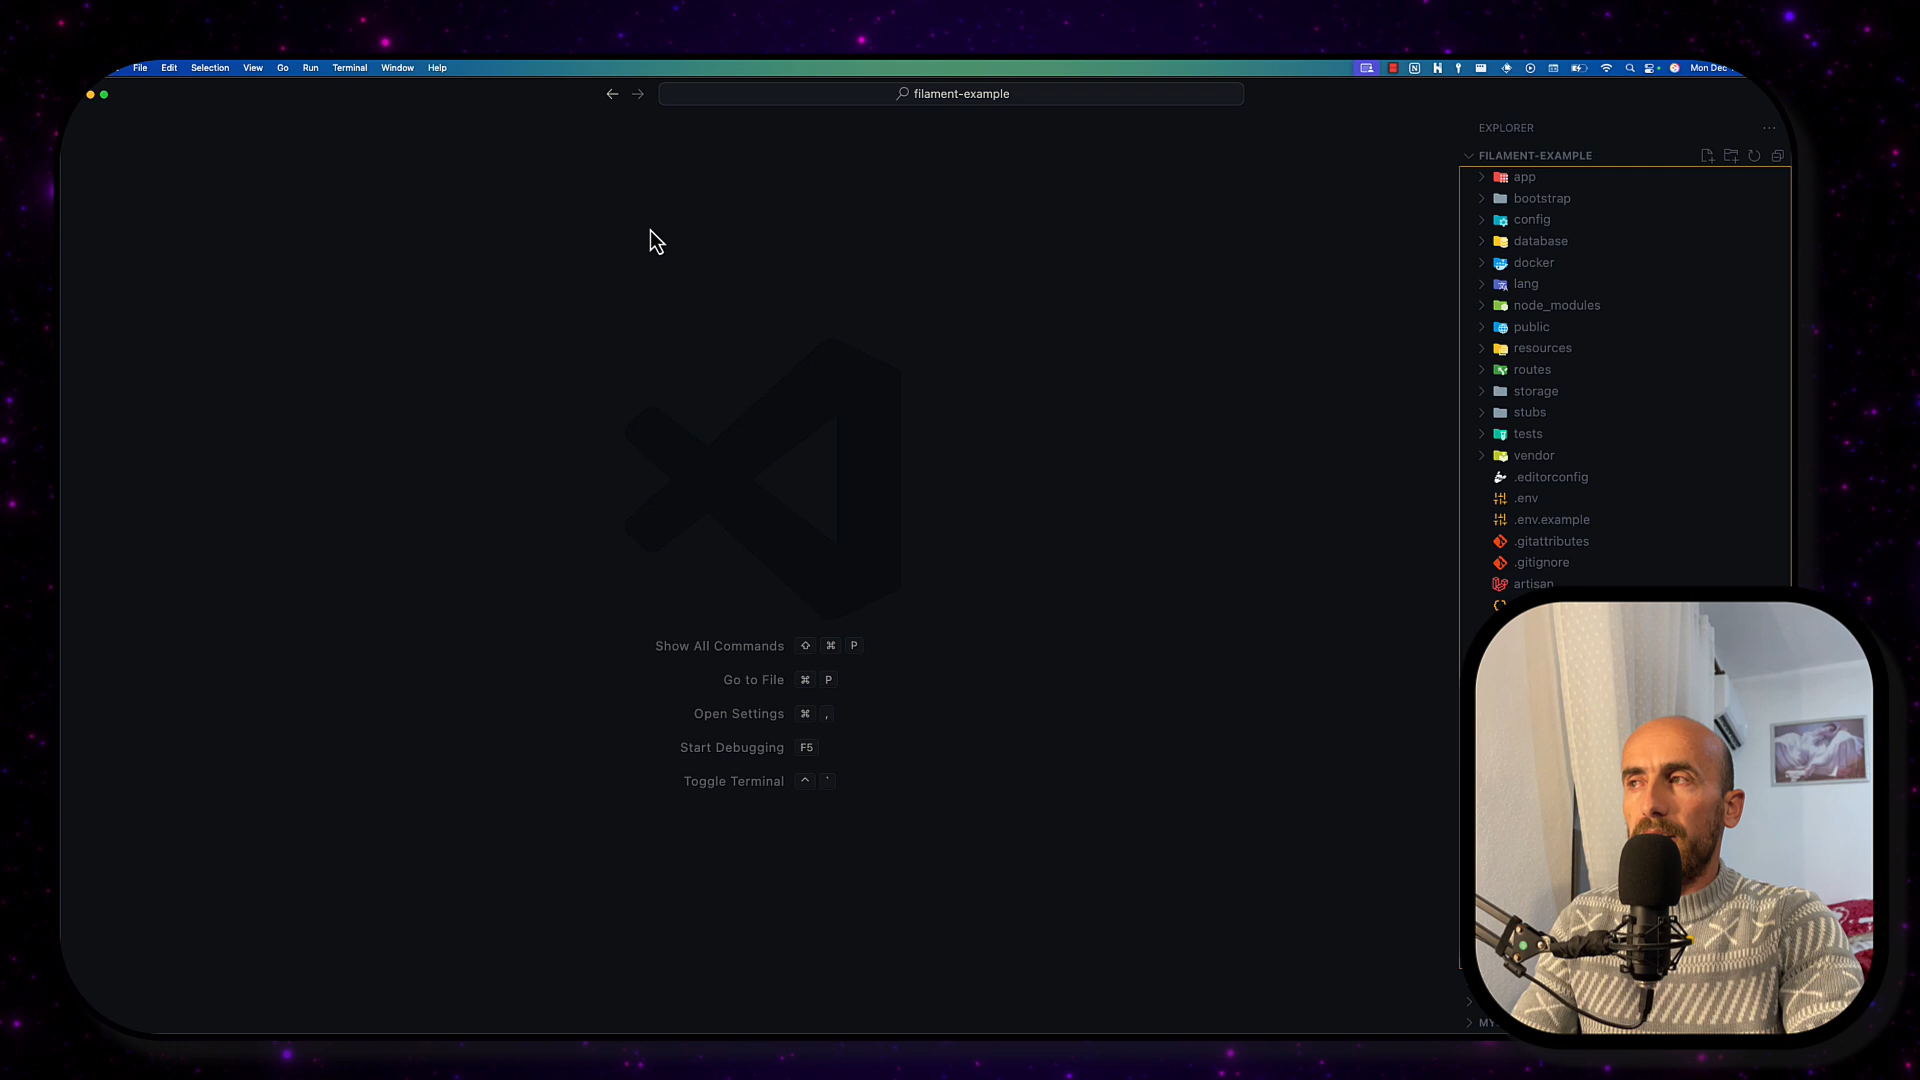 File Edit Selection View Go Run Terminal Window Help
Mon Dec
filament-example
EXPLORER
FILAMENT-EXAMPLE
app
bootstrap
config
database
docker
lang
node_modules
public
resources
routes
storage
stubs
tests
vendor
.editorconfig
.env
.env.example
.gitattributes
.gitignore
artisan
Show All Commands ⇧ ⌘ P
Go to File ⌘ P
Open Settings ⌘ ,
Start Debugging F5
Toggle Terminal ^ `